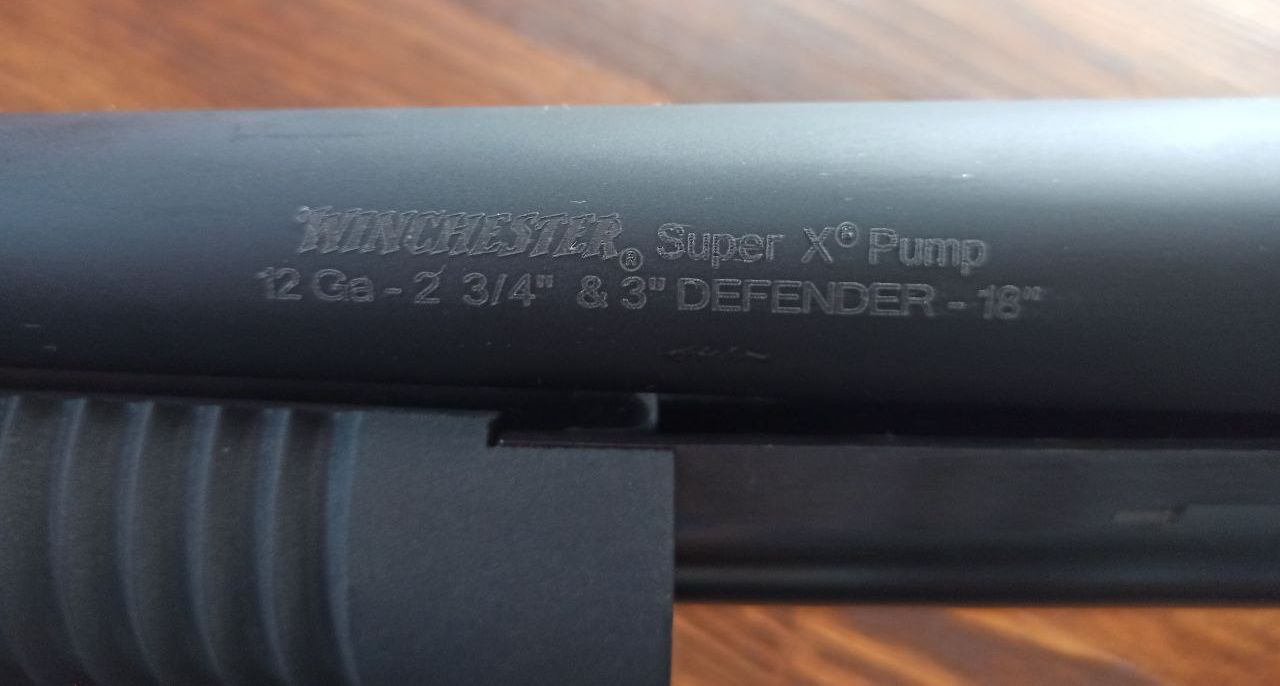 WINCHESTER® Super X® Pump
12 Ga - 2 3/4" & 3" DEFENDER - 18"